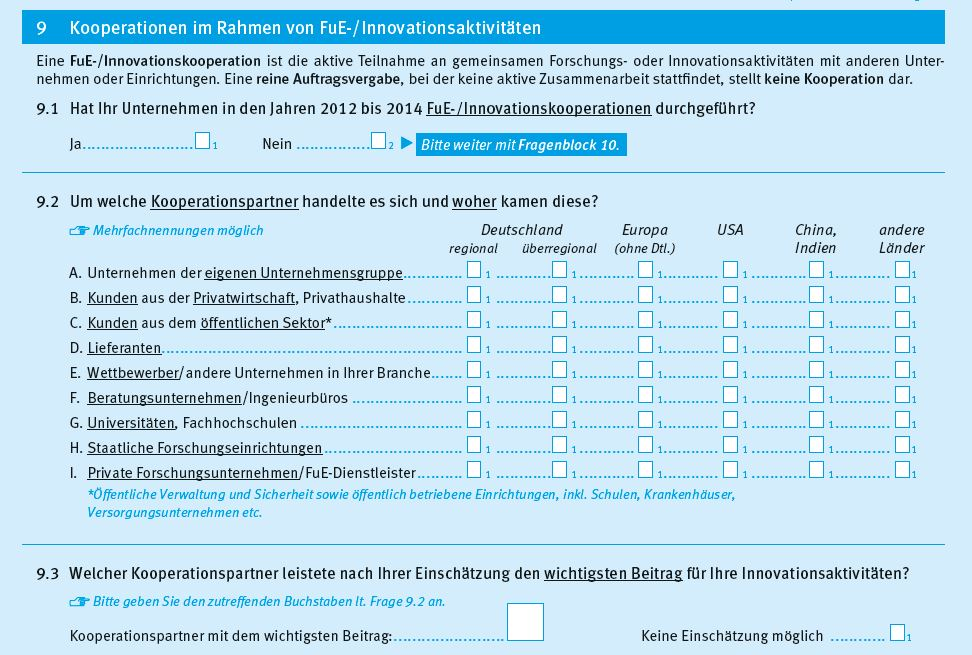 9 Kooperationen im Rahmen von FuE-/Innovationsaktivitäten
Eine FuE-/Innovationskooperation ist die aktive Teilnahme an gemeinsamen Forschungs- oder Innovationsaktivitäten mit anderen Unter-
nehmen oder Einrichtungen. Eine reine Auftragsvergabe, bei der keine aktive Zusammenarbeit stattfindet, stellt keine Kooperation dar.
9.1 Hat Ihr Unternehmen in den Jahren 2012 bis 2014 FuE-/Innovationskooperationen durchgeführt?
Ja........................ 1 Nein ................ 2 Bitte weiter mit Fragenblock 10.
9.2 Um welche Kooperationspartner handelte es sich und woher kamen diese?
Mehrfachnennungen möglich Deutschland Europa USA China, andere
regional überregional (ohne Dtl.) Indien Länder
A. Unternehmen der eigenen Unternehmensgruppe............. 1 ............ 1 ............ 1............ 1 ............ 1............ 1
B. Kunden aus der Privatwirtschaft, Privathaushalte............ 1 ............ 1 ............ 1............ 1 ............ 1............ 1
C. Kunden aus dem öffentlichen Sektor*............................ 1 ............ 1 ............ 1............ 1 ............ 1............ 1
D. Lieferanten................................................................. 1 ............ 1 ............ 1............ 1 ............ 1............ 1
E. Wettbewerber/andere Unternehmen in Ihrer Branche....... 1 ............ 1 ............ 1............ 1 ............ 1............ 1
F. Beratungsunternehmen/Ingenieurbüros ........................ 1 ............ 1 ............ 1............ 1 ............ 1............ 1
G. Universitäten, Fachhochschulen ................................... 1 ............ 1 ............ 1............ 1 ............ 1............ 1
H. Staatliche Forschungseinrichtungen.............................. 1 ............ 1 ............ 1............ 1 ............ 1............ 1
I. Private Forschungsunternehmen/FuE-Dienstleister.......... 1 ............ 1 ............ 1............ 1 ............ 1............ 1
*Öffentliche Verwaltung und Sicherheit sowie öffentlich betriebene Einrichtungen, inkl. Schulen, Krankenhäuser,
Versorgungsunternehmen etc.
9.3 Welcher Kooperationspartner leistete nach Ihrer Einschätzung den wichtigsten Beitrag für Ihre Innovationsaktivitäten?
Bitte geben Sie den zutreffenden Buchstaben lt. Frage 9.2 an.
Kooperationspartner mit dem wichtigsten Beitrag:........................ Keine Einschätzung möglich ............ 1